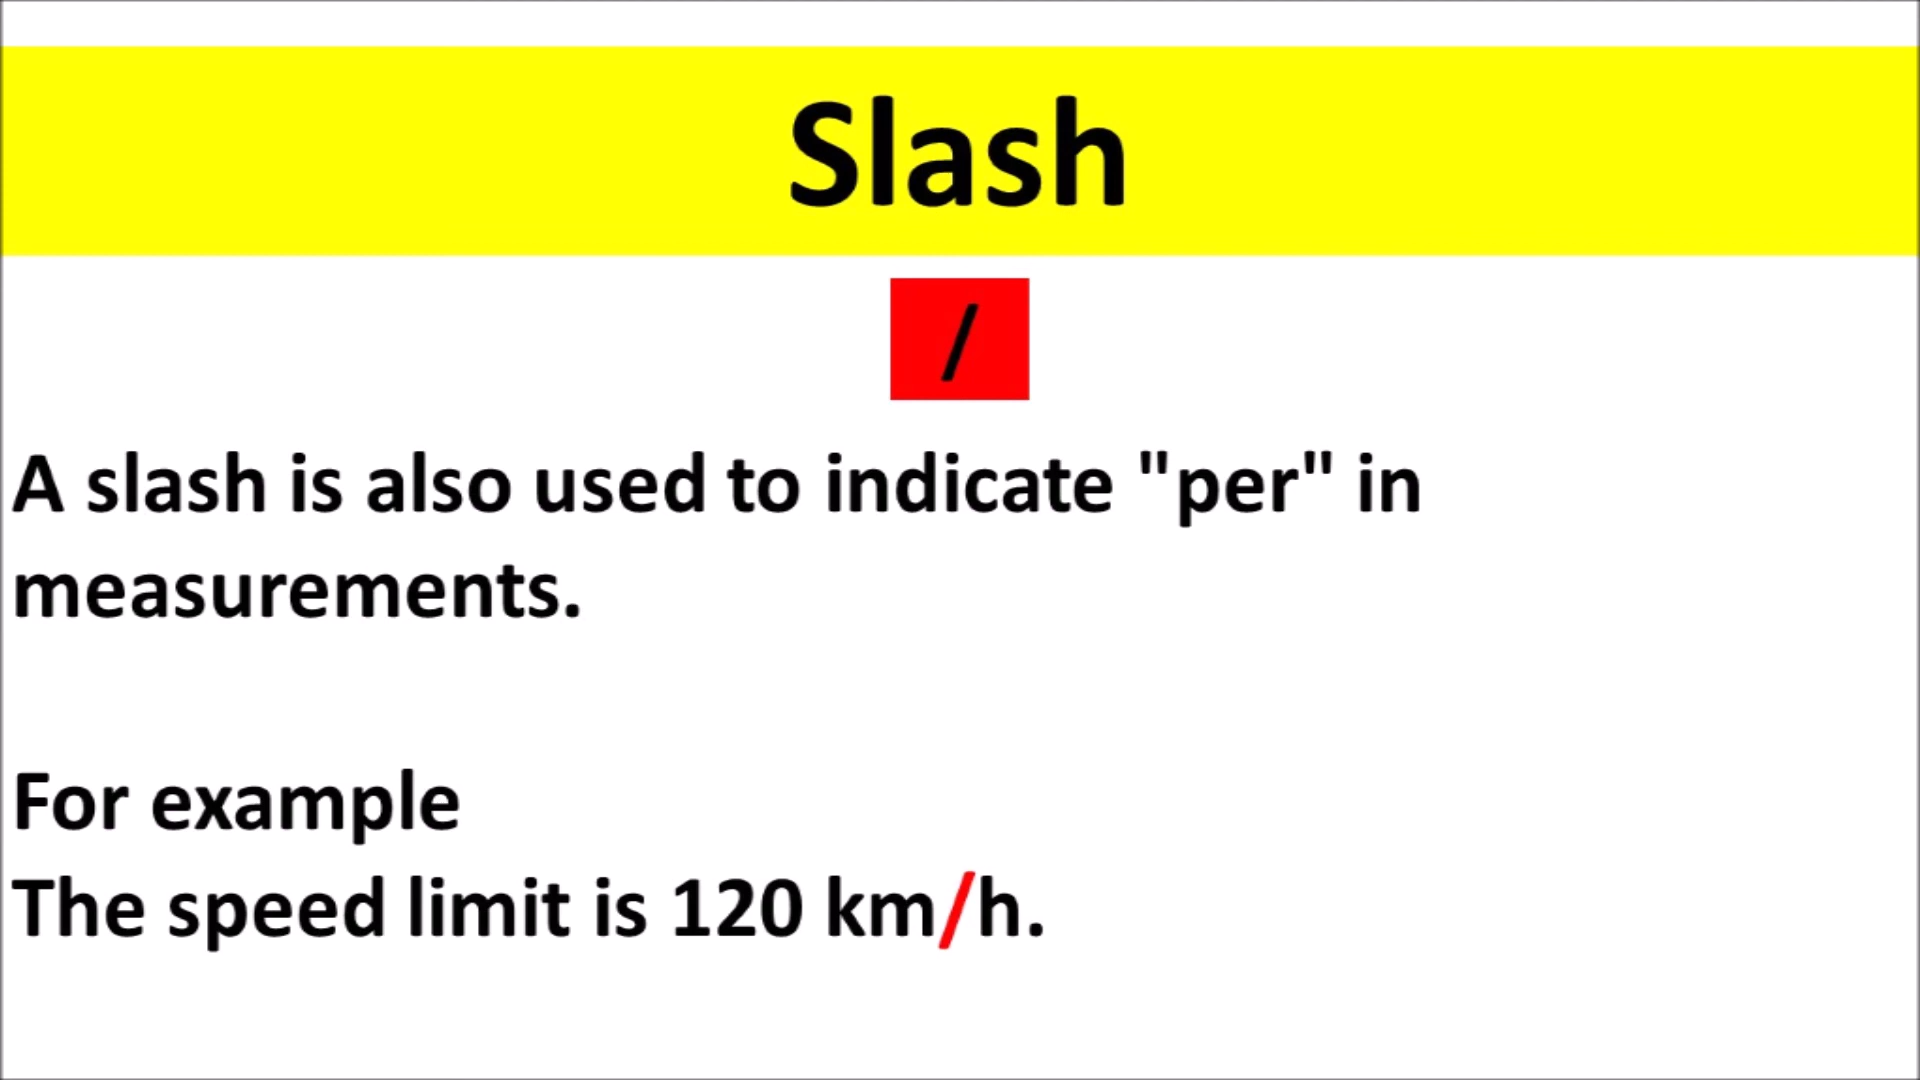 Slash
/
A slash is also used to indicate "per" in
measurements.
For example
The speed limit is 120 km/h.